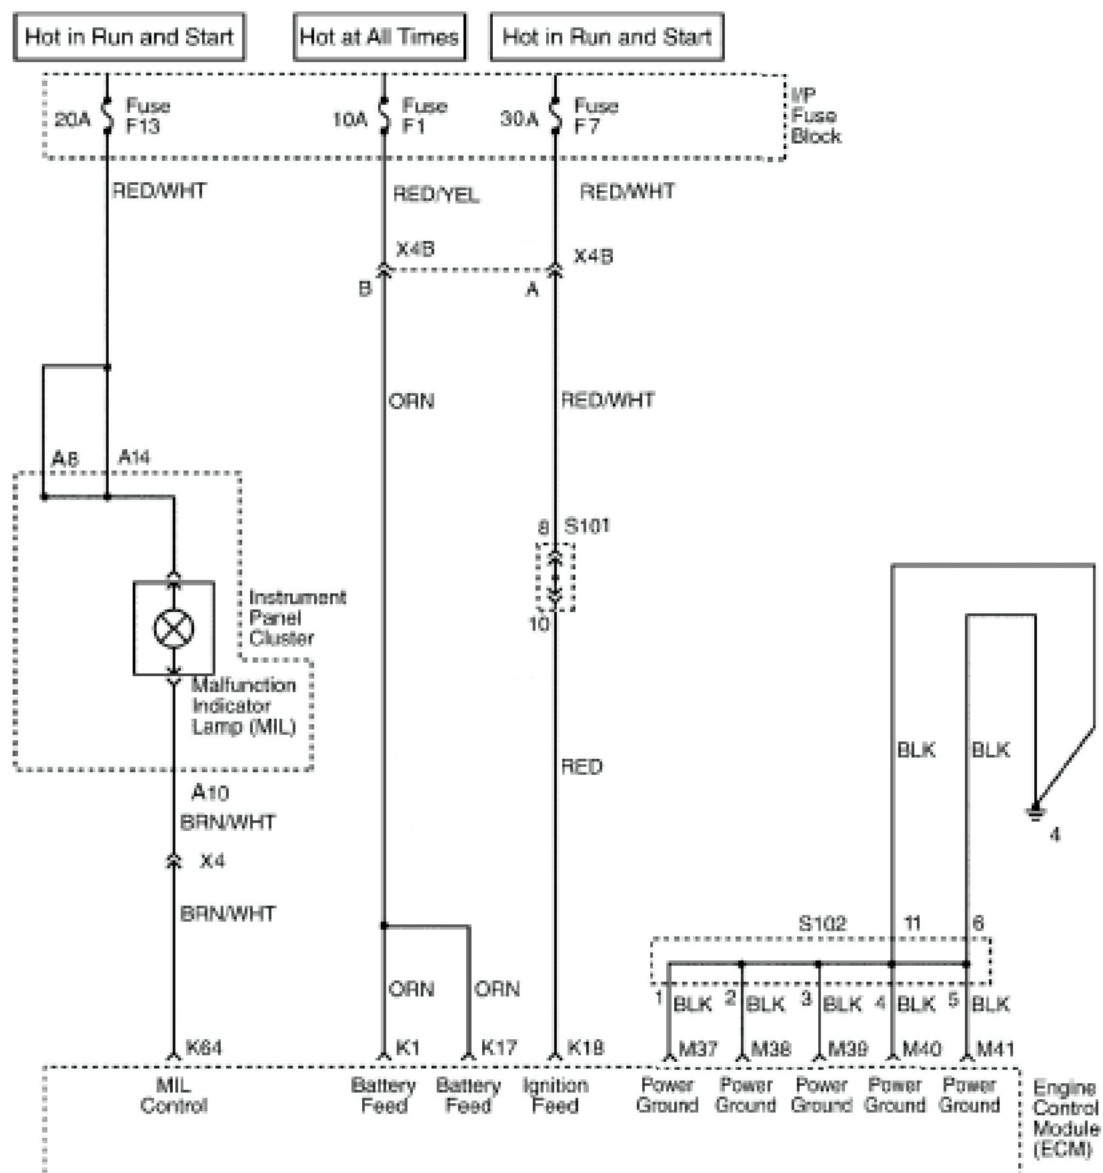 Hot in Run and Start
Hot at All Times
Hot in Run and Start
20A
Fuse
F13
10A
Fuse
F1
30A
Fuse
F7
I/P
Fuse
Block
RED/WHT
RED/YEL
RED/WHT
X4B
X4B
B
A
ORN
RED/WHT
A8
A14
8
S101
10
Instrument
Panel
Cluster
Malfunction
Indicator
Lamp (MIL)
RED
BLK
BLK
A10
BRN/WHT
4
X4
BRN/WHT
S102
11
6
ORN
ORN
1
BLK
2
BLK
3
BLK
4
BLK
5
BLK
K64
K1
K17
K18
M37
M38
M39
M40
M41
MIL
Control
Battery
Feed
Battery
Feed
Ignition
Feed
Power
Ground
Power
Ground
Power
Ground
Power
Ground
Power
Ground
Engine
Control
Module
(ECM)